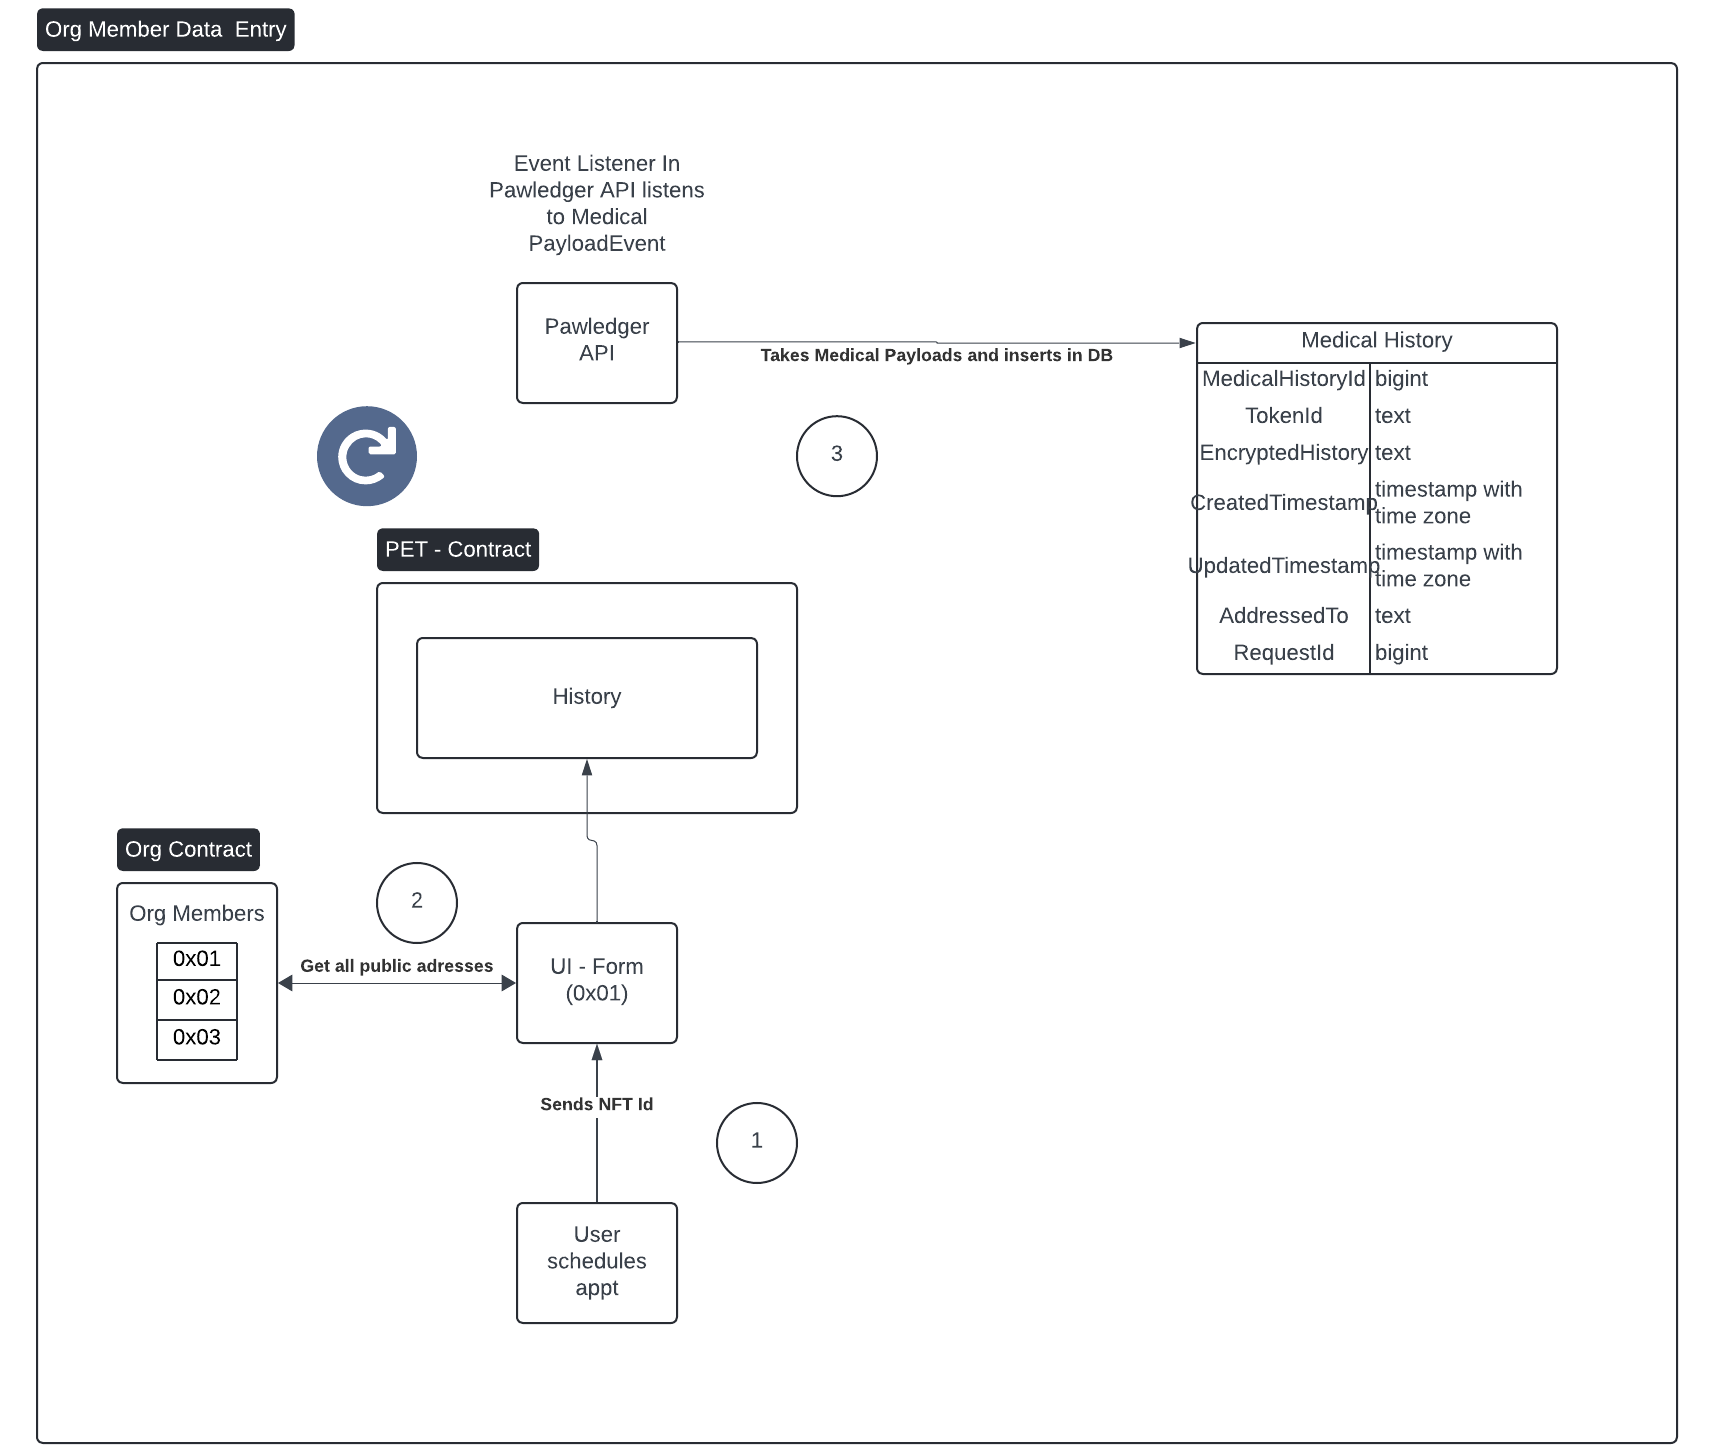 Org Member Data  Entry
Event Listener In
Pawledger API listens
to Medical
PayloadEvent
Pawledger
API
Takes Medical Payloads and inserts in DB
3
Medical History
MedicalHistoryId bigint
TokenId text
EncryptedHistory text
CreatedTimestamp timestamp with
time zone
UpdatedTimestamp timestamp with
time zone
AddressedTo text
RequestId bigint
PET - Contract
History
Org Contract
Org Members
0x01
0x02
0x03
2
Get all public adresses
UI - Form
(0x01)
Sends NFT Id
1
User
schedules
appt